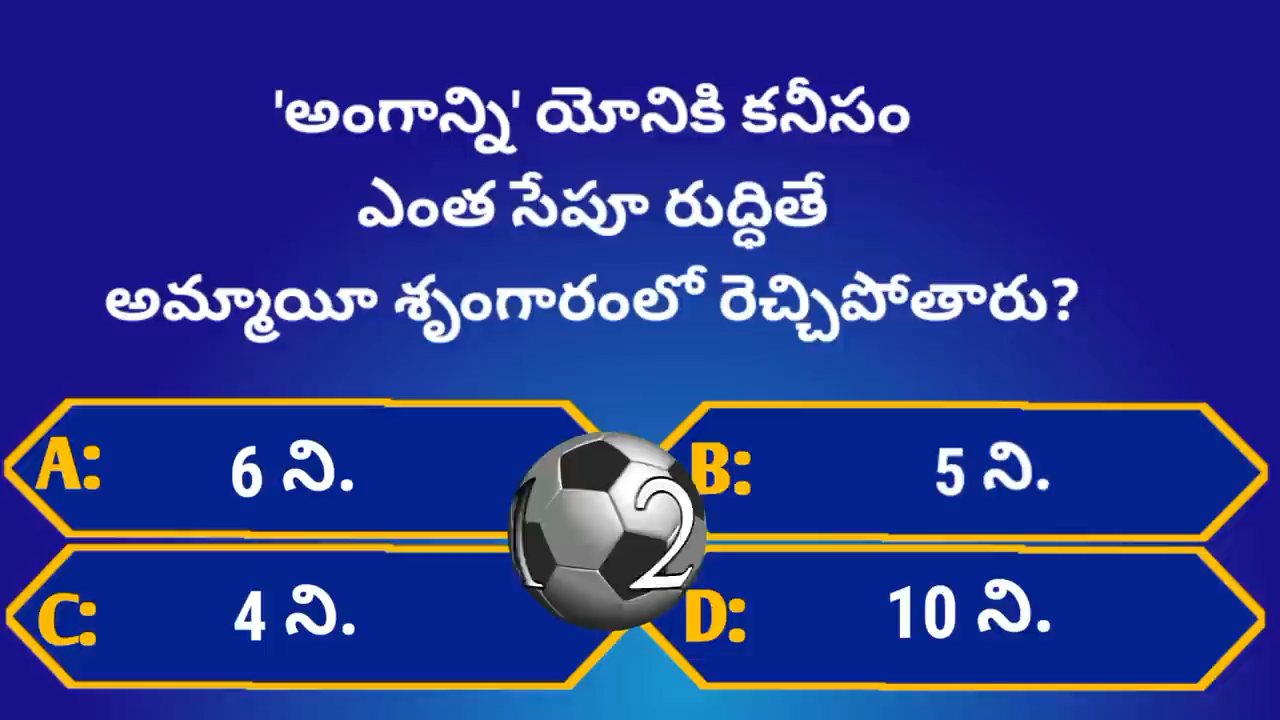 'అంగాన్ని' యోనికి కనీసం
ఎంత సేపూ రుద్ధితే
అమ్మాయీ శృంగారంలో రెచ్చిపోతారు?
A: 6 ని.
B: 5 ని.
12
C: 4 ని.
D: 10 ని.